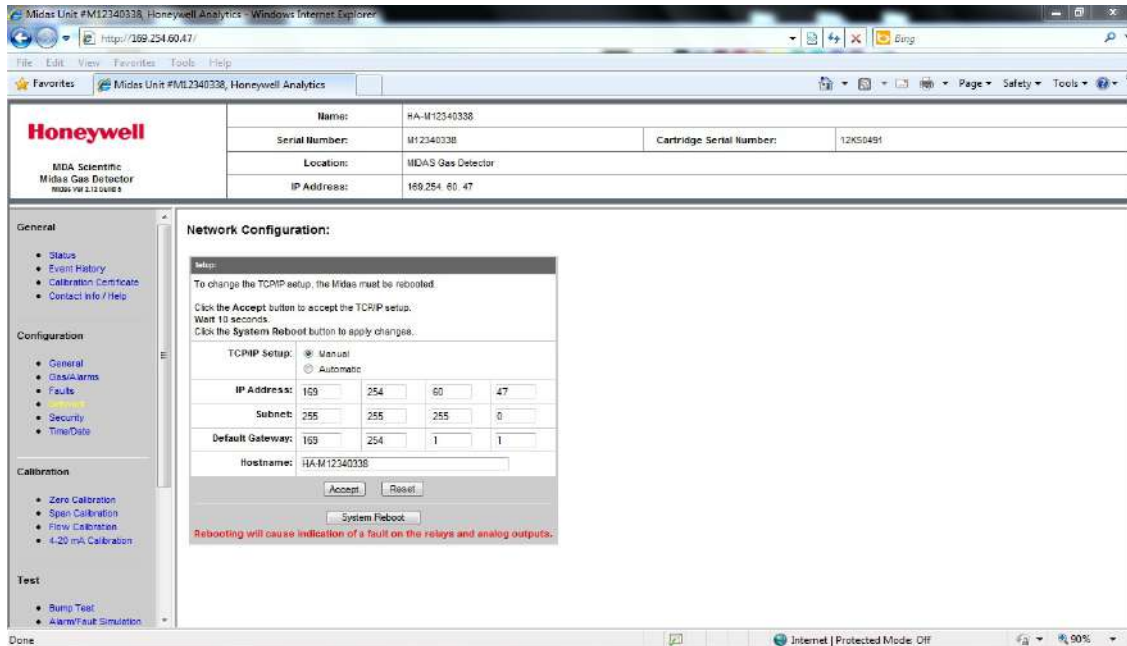 Midas Unit #M12340338, Honeywell Analytics - Windows Internet Explorer
http://169.254.60.47/
Bing
File Edit View Favorites Tools Help
Favorites
Midas Unit #M12340338, Honeywell Analytics
Page Safety Tools
Honeywell
MDA Scientific
Midas Gas Detector
Midas Ver 2.13 build 5
Name: HA-M12340338
Serial Number: M12340338
Cartridge Serial Number: 12K50491
Location: MIDAS Gas Detector
IP Address: 169.254. 60. 47
General
Status
Event History
Calibration Certificate
Contact Info / Help
Configuration
General
Gas/Alarms
Faults
Security
Time/Date
Calibration
Zero Calibration
Span Calibration
Flow Calibration
4-20 mA Calibration
Test
Bump Test
Alarm/Fault Simulation
Network Configuration:
Setup:
To change the TCP/IP setup, the Midas must be rebooted.
Click the Accept button to accept the TCP/IP setup.
Wait 10 seconds.
Click the System Reboot button to apply changes.
TCP/IP Setup: Manual
Automatic
IP Address: 169 254 60 47
Subnet: 255 255 255 0
Default Gateway: 169 254 1 1
Hostname: HA-M12340338
Accept Reset
System Reboot
Rebooting will cause indication of a fault on the relays and analog outputs.
Done
Internet | Protected Mode: Off
90%